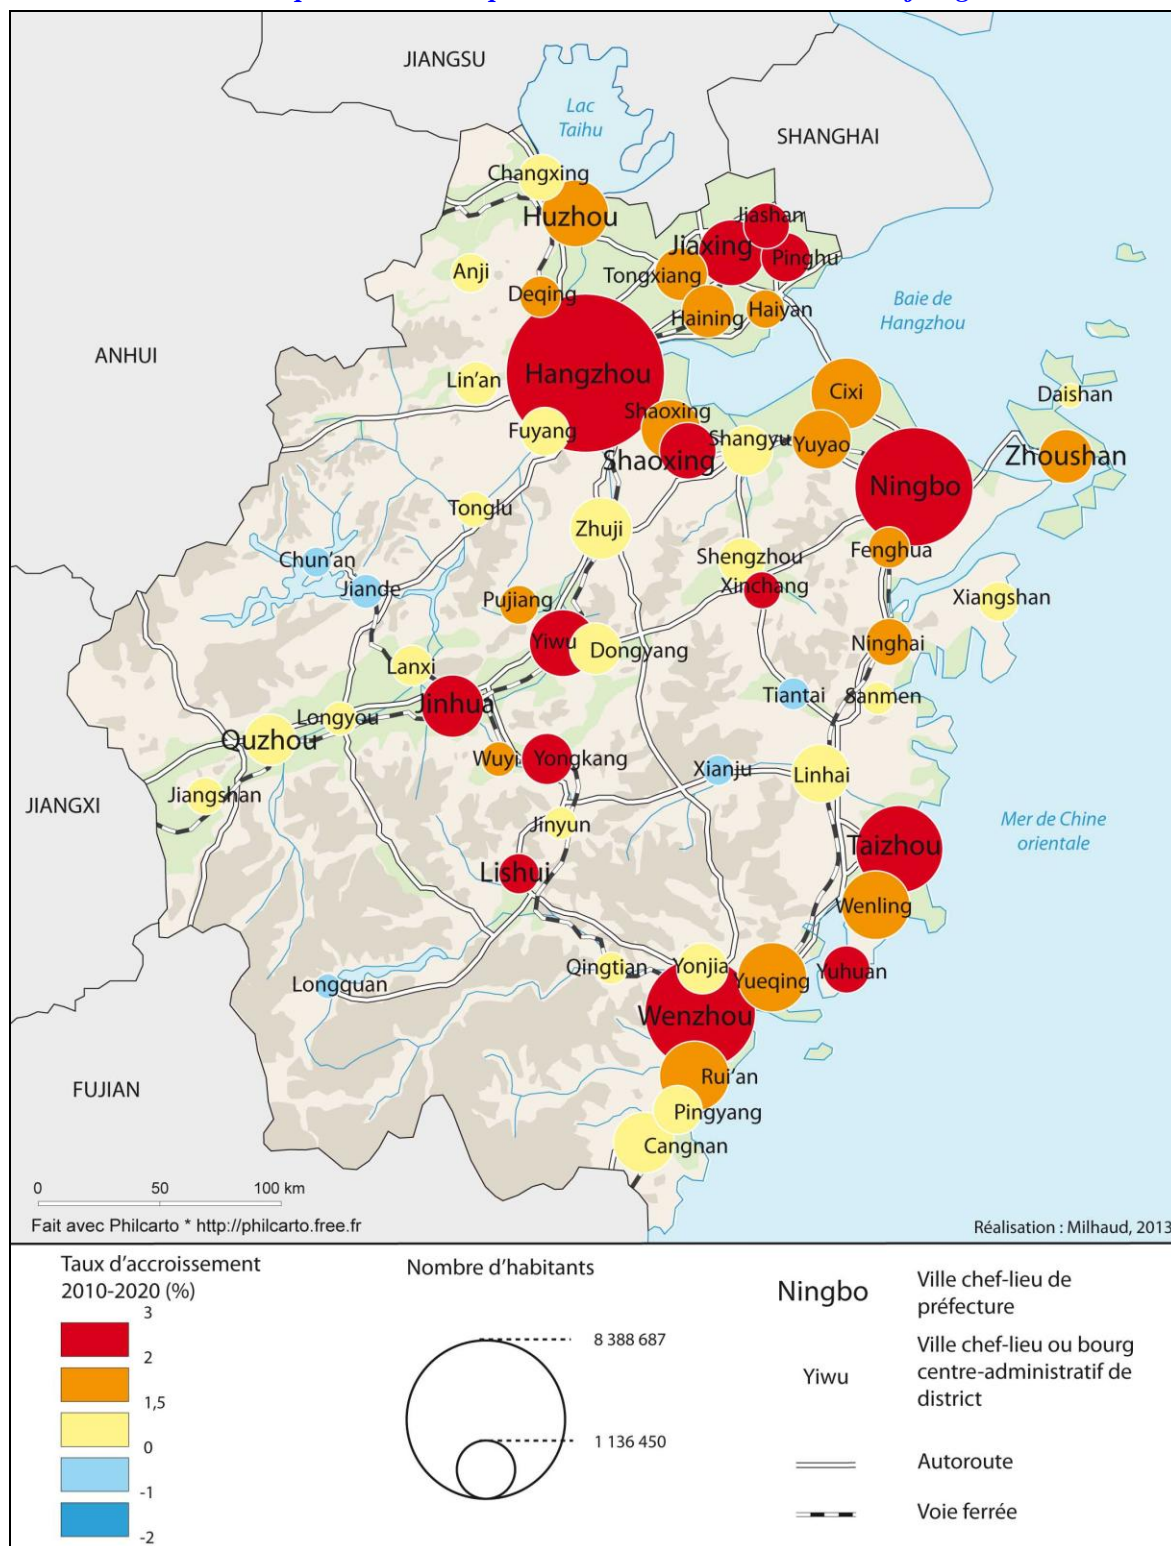 JIANGSU
Lac
Taihu
SHANGHAI
Changxing
Huzhou
Jiashan
Jiaxing
Pinghu
Anji
Tongxiang
Deqing
Haining
Haiyan
Baie de
Hangzhou
ANHUI
Hangzhou
Lin'an
Cixi
Daishan
Shaoxing
Fuyang
Shangyu
Yuyao
Shaoxing
Zhoushan
Ningbo
Tonglu
Zhuji
Chun'an
Shengzhou
Fenghua
Jiande
Xinchang
Pujiang
Xiangshan
Yiwu
Dongyang
Ninghai
Lanxi
Tiantai
Sanmen
Jinhua
Longyou
Quzhou
Wuyi
Yongkang
Xianju
Linhai
Jiangshan
JIANGXI
Jinyun
Mer de Chine
orientale
Taizhou
Lishui
Wenling
Qingtian
Yonjia
Yueqing
Yuhuan
Longquan
Wenzhou
FUJIAN
Rui'an
Pingyang
Cangnan
0 50 100 km
Fait avec Philcarto * http://philcarto.free.fr
Réalisation : Milhaud, 2013
Taux d'accroissement
2010-2020 (%)
3
2
1,5
0
-1
-2
Nombre d'habitants
8 388 687
1 136 450
Ningbo
Ville chef-lieu de
préfecture
Yiwu
Ville chef-lieu ou bourg
centre-administratif de
district
Autoroute
Voie ferrée